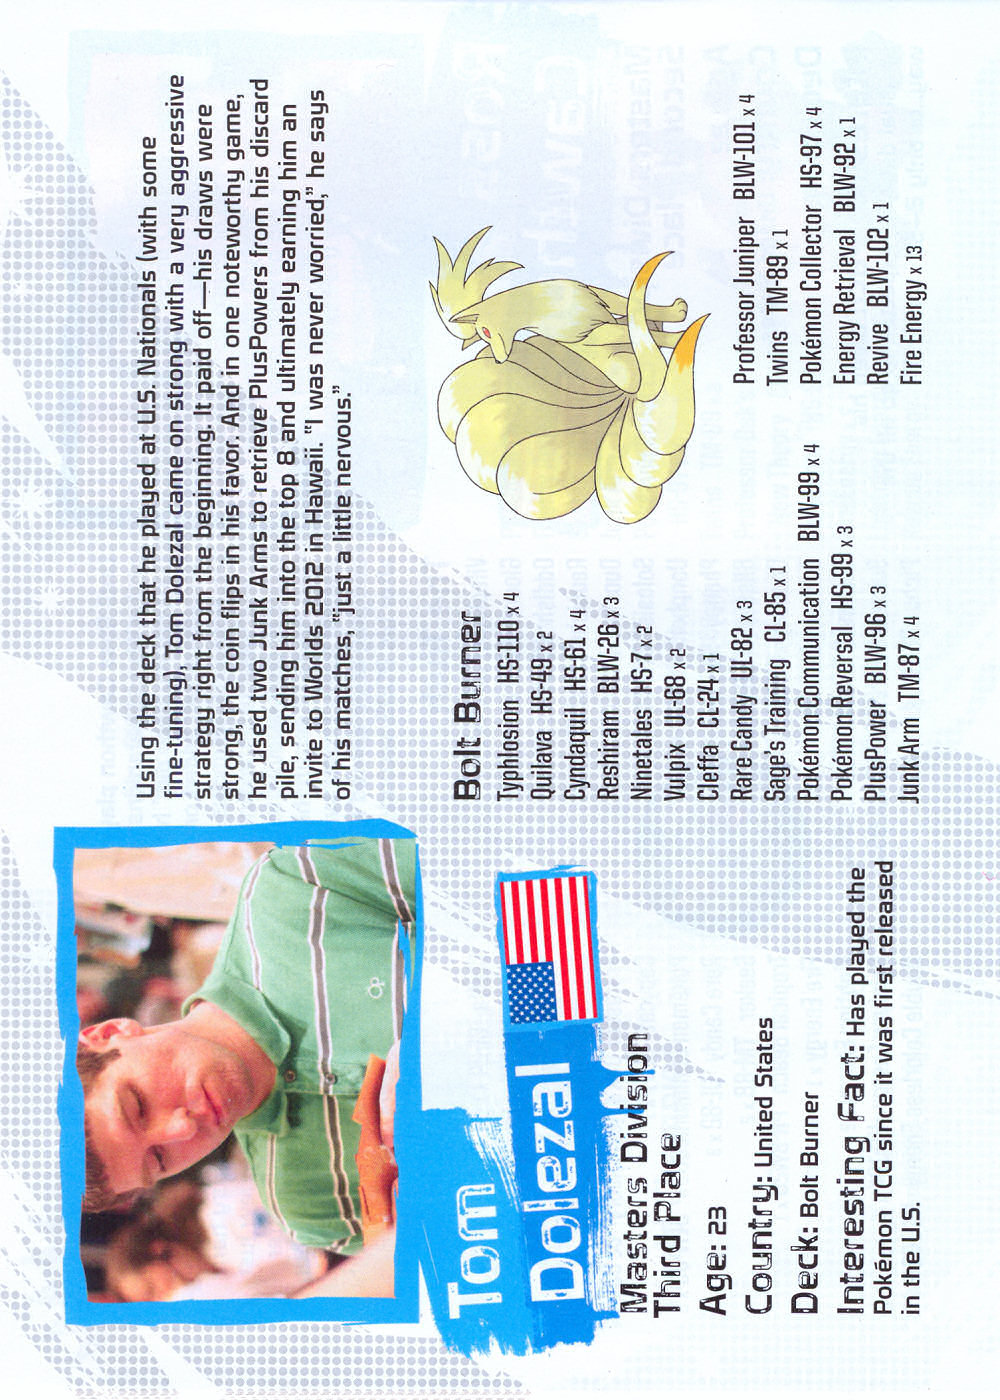 Using the deck that he played at U.S. Nationals (with some
fine-tuning), Tom Dolezal came on strong with a very aggressive
strategy right from the beginning. It paid off—his draws were
strong, the coin flips in his favor. And in one noteworthy game,
he used two Junk Arms to retrieve PlusPowers from his discard
pile, sending him into the top 8 and ultimately earning him an
invite to Worlds 2012 in Hawaii. "I was never worried," he says
of his matches, "just a little nervous."
Tom
Dolezal
Masters Division
Third Place
Age: 23
Country: United States
Deck: Bolt Burner
Interesting Fact: Has played the
Pokémon TCG since it was first released
in the U.S.
Bolt Burner
Typhlosion HS-110 x 4
Quilava HS-49 x 2
Cyndaquil HS-61 x 4
Reshiram BLW-26 x 3
Ninetales HS-7 x 2
Vulpix UL-68 x 2
Cleffa CL-24 x 1
Rare Candy UL-82 x 3
Sage's Training CL-85 x 1
Pokémon Communication BLW-99 x 4
Pokémon Reversal HS-99 x 3
PlusPower BLW-96 x 3
Junk Arm TM-87 x 4
Professor Juniper BLW-101 x 4
Twins TM-89 x 1
Pokémon Collector HS-97 x 4
Energy Retrieval BLW-92 x 1
Revive BLW-102 x 1
Fire Energy x 13